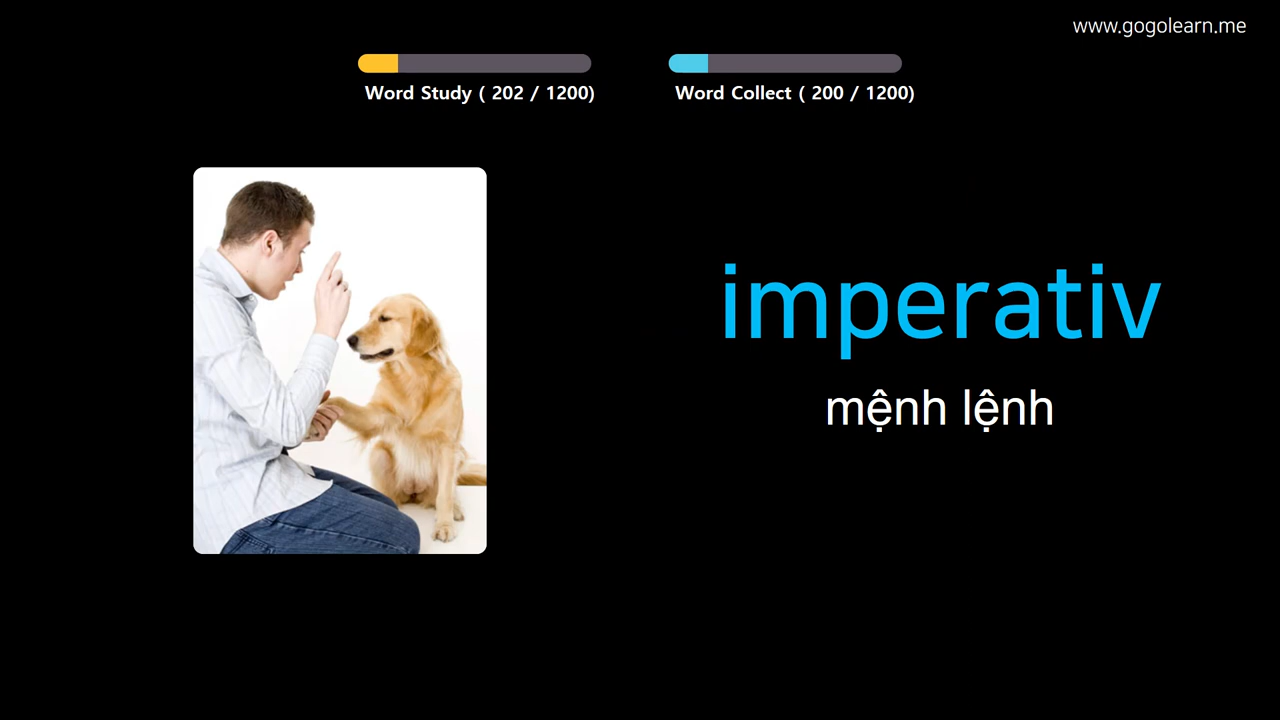 www.gogolearn.me
Word Study ( 202 / 1200)
Word Collect ( 200 / 1200)
imperativ
mệnh lệnh